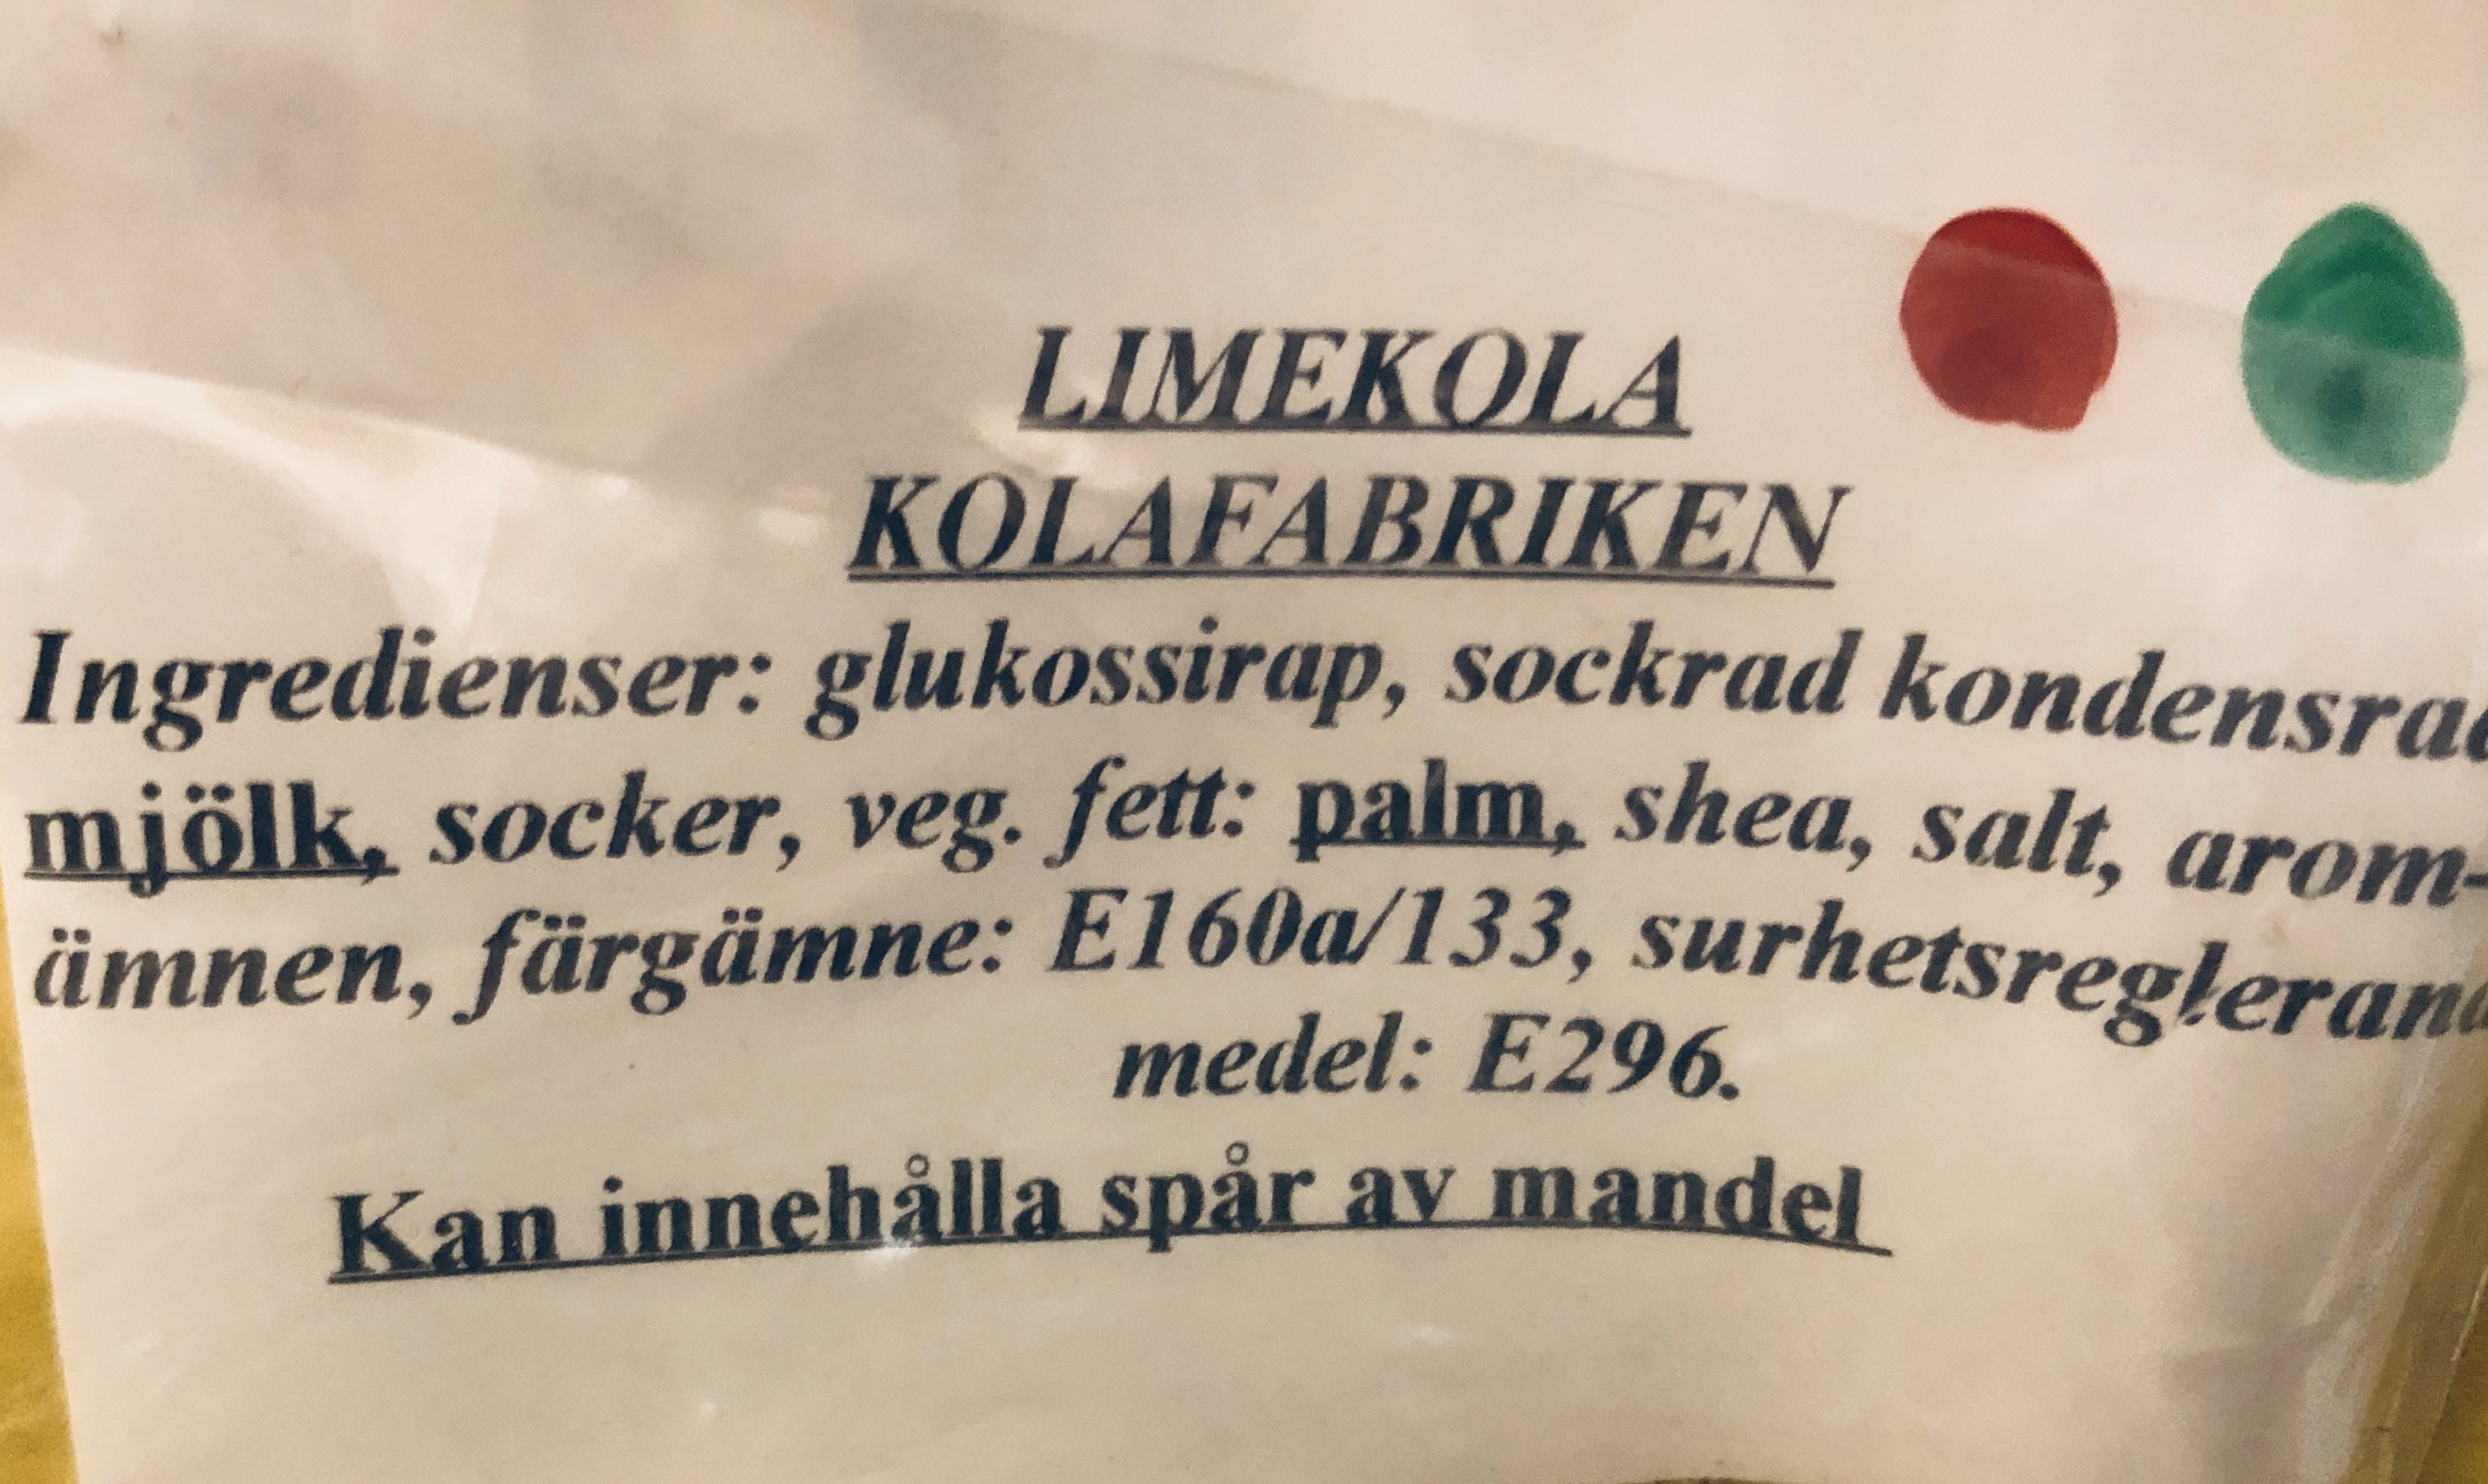 LIMEKOLA
KOLAFABRIKEN
Ingredienser: glukossirap, sockrad kondensrad
mjölk, socker, veg. fett: palm, shea, salt, arom-
ämnen, färgämne: E160a/133, surhetsreglerand
medel: E296.
Kan innehålla spår av mandel